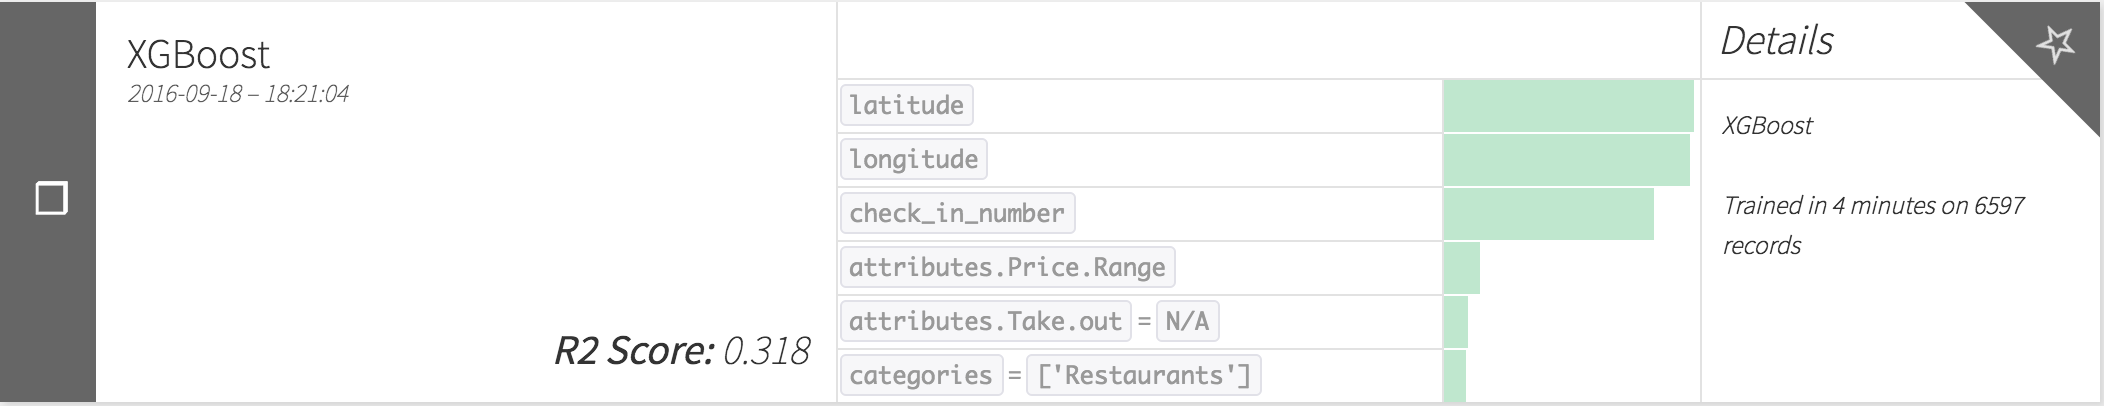 XGBoost
2016-09-18 – 18:21:04
R2 Score: 0.318
latitude
longitude
check_in_number
attributes.Price.Range
attributes.Take.out = N/A
categories = ['Restaurants']
Details
XGBoost
Trained in 4 minutes on 6597
records